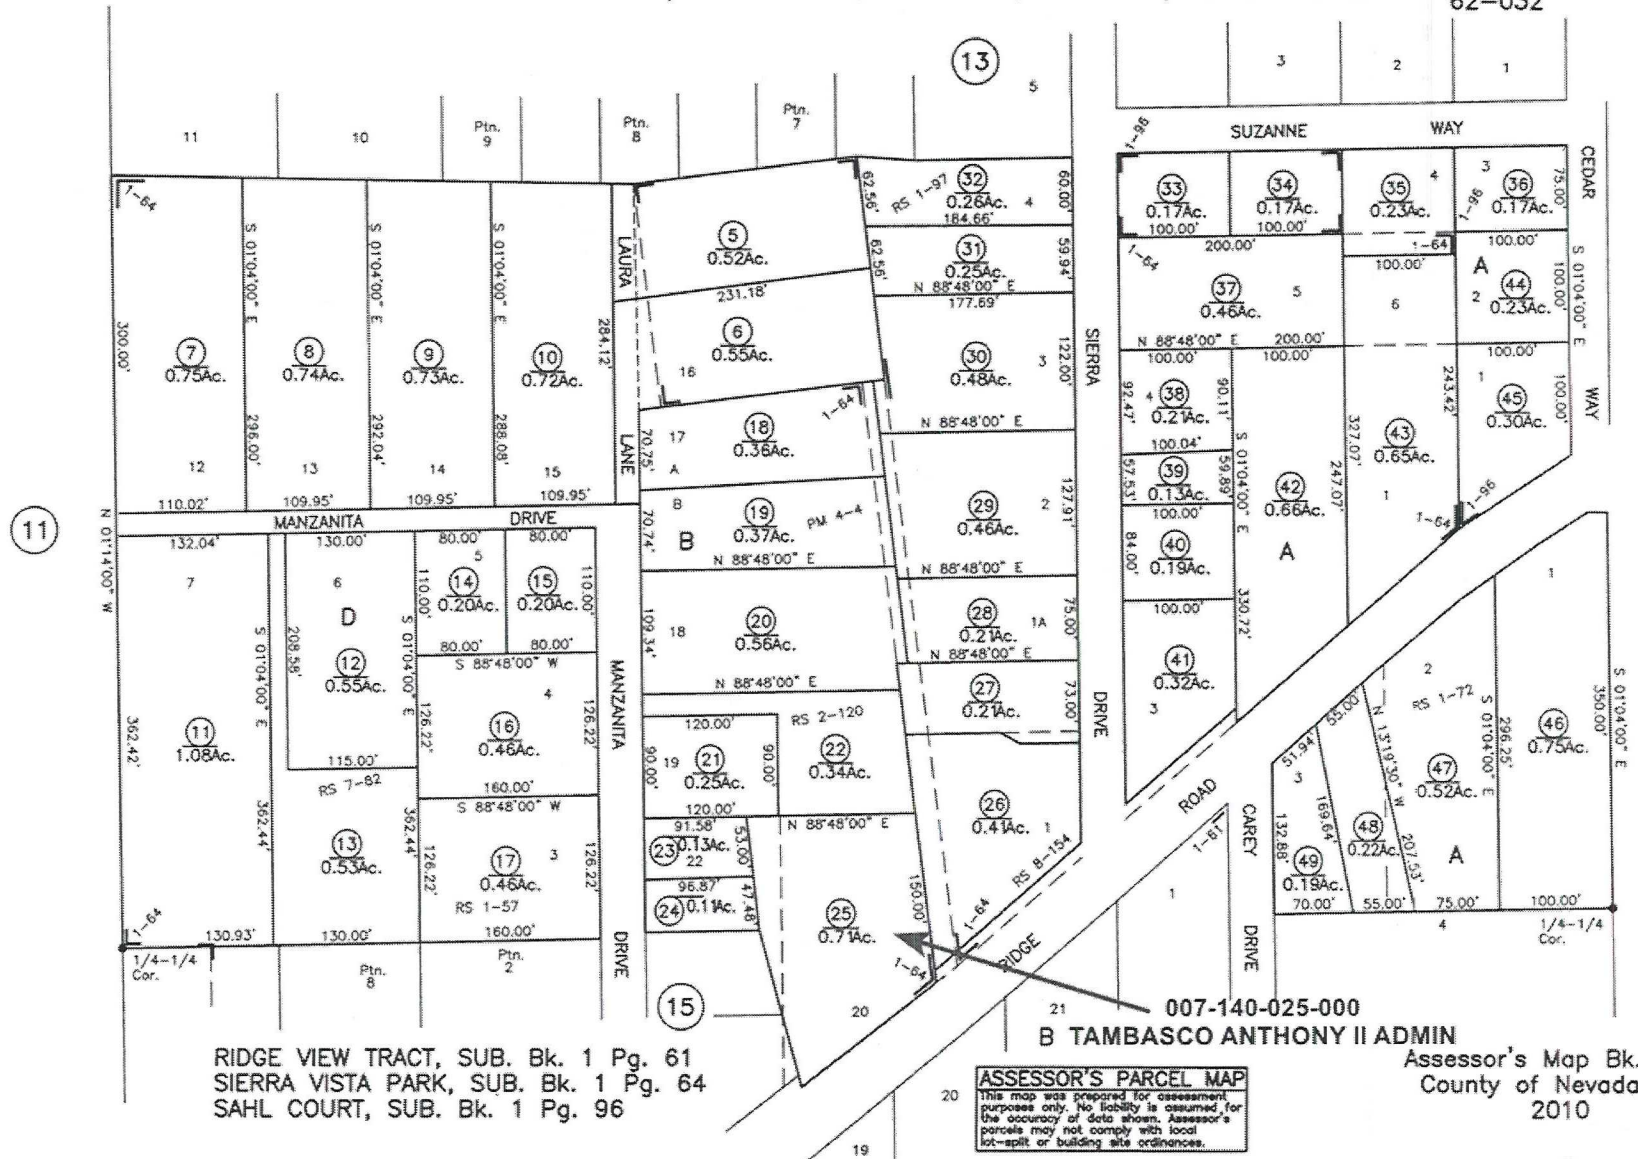 62-032
13
5
3
2
1
11
10
Ptn.
9
Ptn.
8
Ptn.
7
1-96
SUZANNE WAY
CEDAR
WAY
1-64
300.00'
7
0.75Ac.
12
110.02'
S 01°04'00" E
296.00'
8
0.74Ac.
13
109.95'
S 01°04'00" E
292.04'
9
0.73Ac.
14
109.95'
S 01°04'00" E
288.08'
10
0.72Ac.
15
109.95'
284.12'
LAURA
LANE
5
0.52Ac.
231.18'
6
0.55Ac.
16
62.56'
62.56'
RS 1-97
32
0.26Ac.
4
184.66'
60.00'
31
0.25Ac.
59.94'
N 88°48'00" E
177.69'
30
0.48Ac.
3
122.00'
N 88°48'00" E
29
0.46Ac.
2
127.91'
N 88°48'00" E
28
0.21Ac.
1A
75.00'
N 88°48'00" E
27
0.21Ac.
73.00'
26
0.41Ac.
1
RS 8-154
1-64
SIERRA
DRIVE
1-64
17
A
70.75'
18
0.36Ac.
B
70.74'
19
0.37Ac.
PM 4-4
B
N 88°48'00" E
18
109.34'
20
0.56Ac.
N 88°48'00" E
120.00'
RS 2-120
19
90.00'
21
0.25Ac.
90.00'
22
0.34Ac.
120.00'
N 88°48'00" E
91.58'
23
0.13Ac.
22
53.00'
96.87'
24
0.11Ac.
47.48'
25
0.71Ac.
150.00'
1-64
20
15
11
N 01°14'00" W
MANZANITA DRIVE
132.04'
7
362.42'
11
1.08Ac.
S 01°04'00" E
362.44'
130.93'
1-64
1/4-1/4
Cor.
130.00'
6
D
208.58'
12
0.55Ac.
S 01°04'00" E
115.00'
RS 7-82
13
0.53Ac.
362.44'
130.00'
Ptn.
8
80.00'
80.00'
5
110.00'
14
0.20Ac.
15
0.20Ac.
110.00'
80.00'
80.00'
S 88°48'00" W
4
126.22'
16
0.46Ac.
126.22'
160.00'
S 88°48'00" W
126.22'
17
0.46Ac.
3
126.22'
RS 1-57
160.00'
Ptn.
2
MANZANITA
DRIVE
33
0.17Ac.
100.00'
34
0.17Ac.
100.00'
35
0.23Ac.
4
3
1-96
36
0.17Ac.
75.00'
1-64
200.00'
1-64
100.00'
100.00'
37
0.46Ac.
5
6
A
2
44
0.23Ac.
100.00'
S 01°04'00" E
N 88°48'00" E
200.00'
100.00'
100.00'
100.00'
92.47'
4
38
0.21Ac.
90.11'
100.04'
57.53'
39
0.13Ac.
59.89'
100.00'
84.00'
40
0.19Ac.
100.00'
41
0.32Ac.
3
S 01°04'00" E
330.72'
42
0.66Ac.
A
247.07'
327.07'
43
0.65Ac.
1
243.42'
1
45
0.30Ac.
100.00'
1-64
1-96
RIDGE
ROAD
1-61
CAREY
DRIVE
1
51.94'
55.00'
3
132.88'
49
0.19Ac.
70.00'
169.64'
48
0.22Ac.
55.00'
N 13°19'30" W
207.53'
2
RS 1-72
47
0.52Ac.
A
75.00'
S 01°04'00" E
296.25'
1
46
0.75Ac.
350.00'
S 01°04'00" E
100.00'
4
1/4-1/4
Cor.
21
20
19
007-140-025-000
B TAMBASCO ANTHONY II ADMIN
RIDGE VIEW TRACT, SUB. Bk. 1 Pg. 61
SIERRA VISTA PARK, SUB. Bk. 1 Pg. 64
SAHL COURT, SUB. Bk. 1 Pg. 96
ASSESSOR'S PARCEL MAP
This map was prepared for assessment
purposes only. No liability is assumed for
the accuracy of data shown. Assessor's
parcels may not comply with local
lot-split or building site ordinances.
Assessor's Map Bk.
County of Nevada
2010